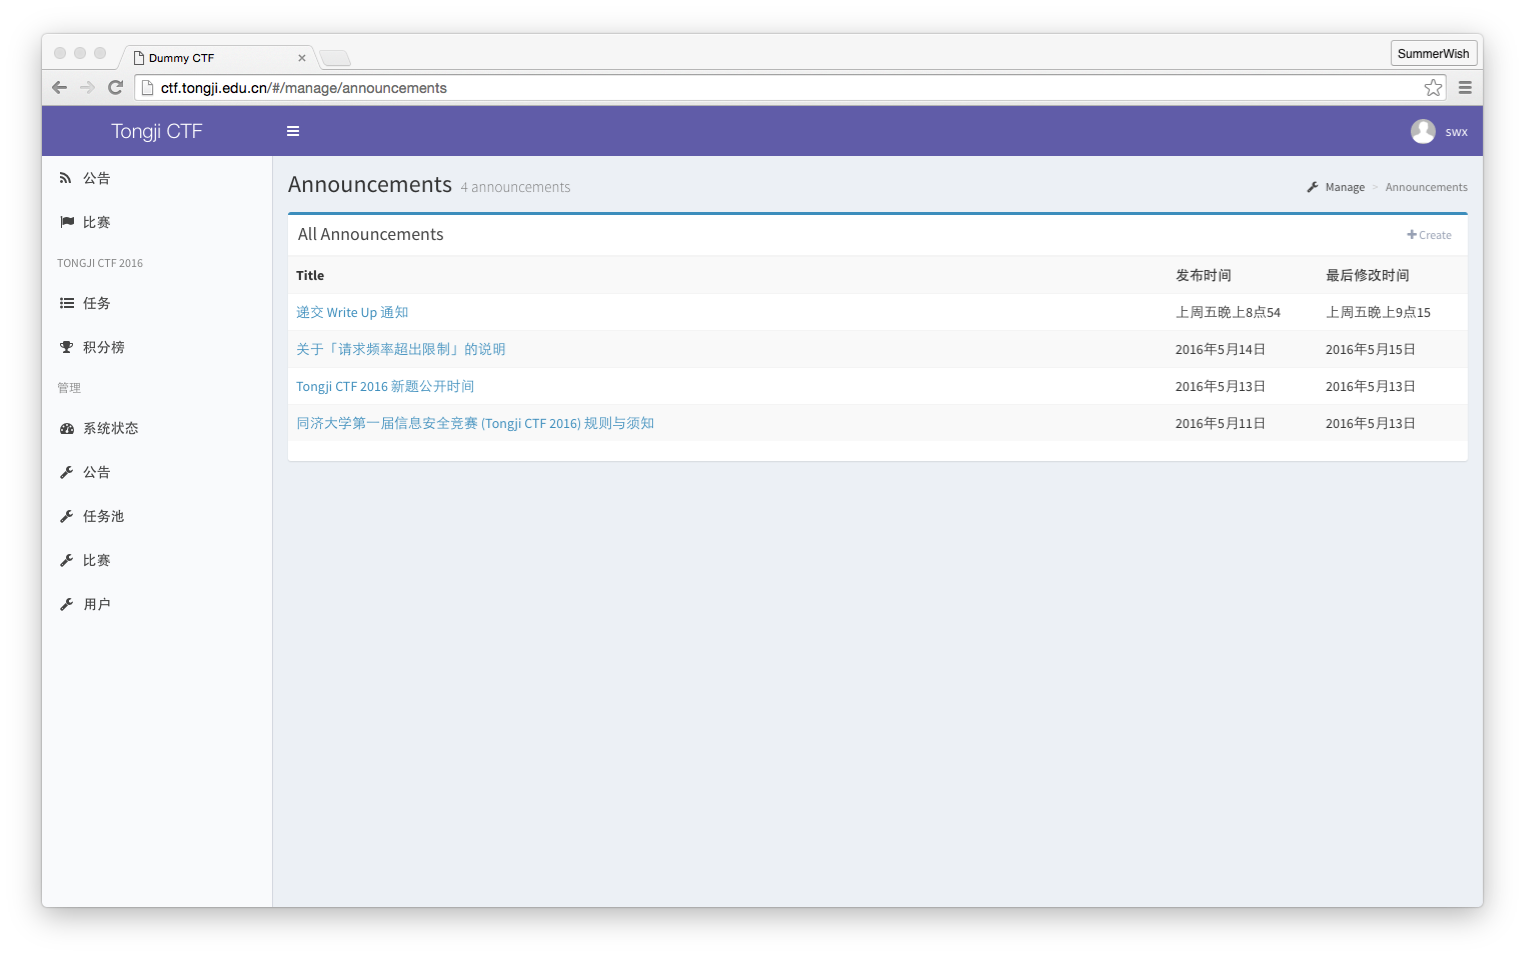 Dummy CTF
SummerWish
ctf.tongji.edu.cn/#/manage/announcements
Tongji CTF
swx
公告
比赛
TONGJI CTF 2016
任务
积分榜
管理
系统状态
公告
任务池
比赛
用户
Announcements 4 announcements
Manage > Announcements
All Announcements
Create
Title 发布时间 最后修改时间
递交 Write Up 通知 上周五晚上8点54 上周五晚上9点15
关于「请求频率超出限制」的说明 2016年5月14日 2016年5月15日
Tongji CTF 2016 新题公开时间 2016年5月13日 2016年5月13日
同济大学第一届信息安全竞赛 (Tongji CTF 2016) 规则与须知 2016年5月11日 2016年5月13日